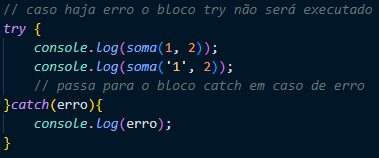 // caso haja erro o bloco try não será executado
try {
    console.log(soma(1, 2));
    console.log(soma('1', 2));
    // passa para o bloco catch em caso de erro
}catch(erro){
    console.log(erro);
}